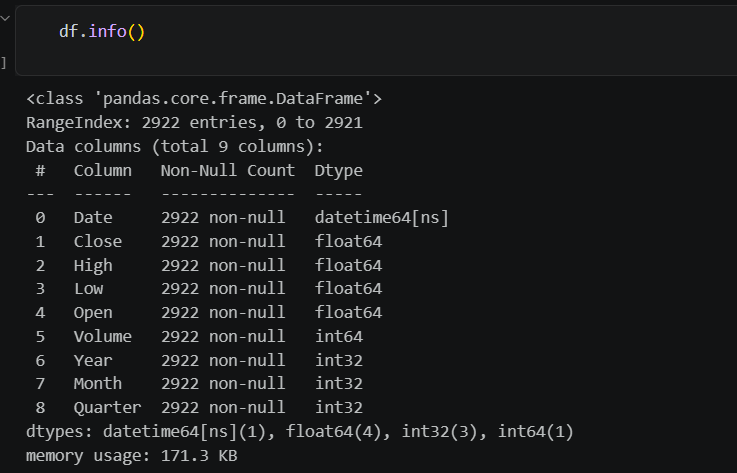 df.info()
]
<class 'pandas.core.frame.DataFrame'>
RangeIndex: 2922 entries, 0 to 2921
Data columns (total 9 columns):
 #   Column   Non-Null Count  Dtype
---  ------   --------------  -----
 0   Date     2922 non-null   datetime64[ns]
 1   Close    2922 non-null   float64
 2   High     2922 non-null   float64
 3   Low      2922 non-null   float64
 4   Open     2922 non-null   float64
 5   Volume   2922 non-null   int64
 6   Year     2922 non-null   int32
 7   Month    2922 non-null   int32
 8   Quarter  2922 non-null   int32
dtypes: datetime64[ns](1), float64(4), int32(3), int64(1)
memory usage: 171.3 KB